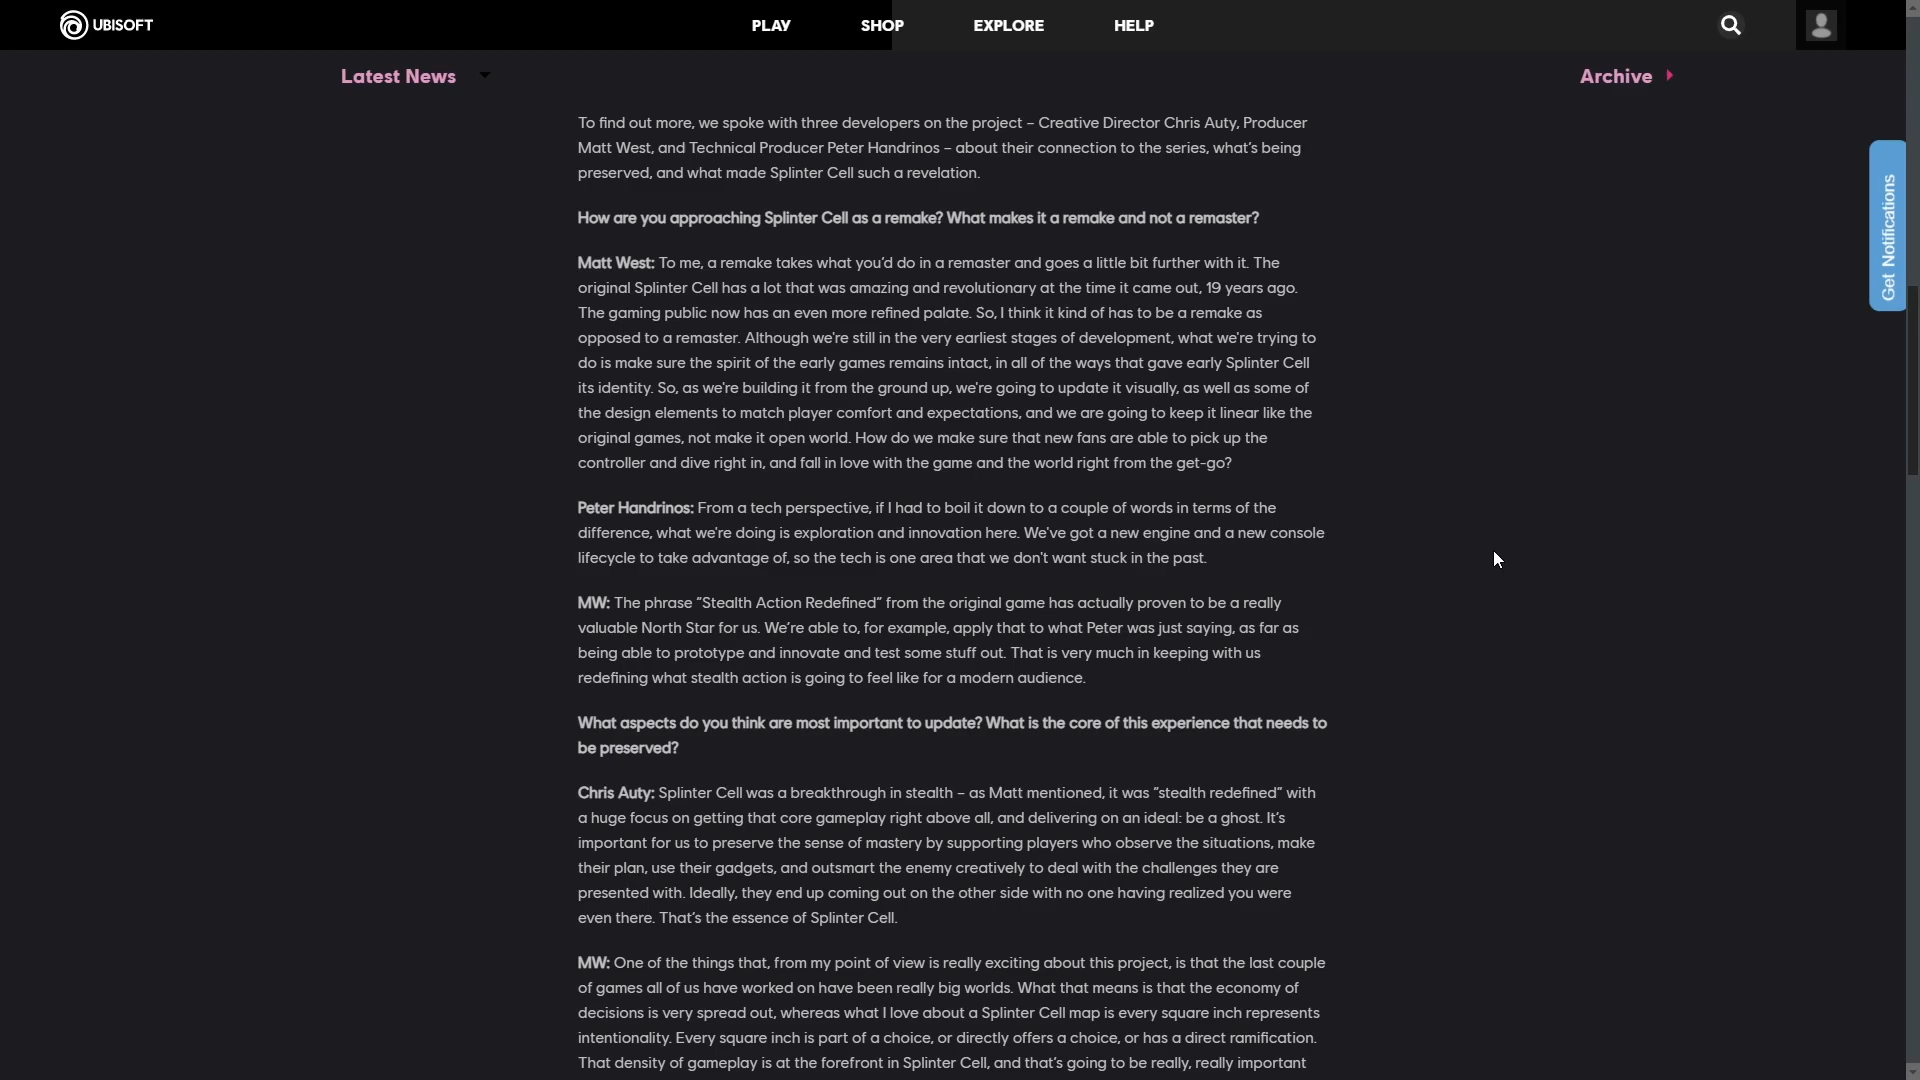 UBISOFT
PLAY
SHOP
EXPLORE
HELP
Latest News
Archive
Get Notifications
To find out more, we spoke with three developers on the project – Creative Director Chris Auty, Producer
Matt West, and Technical Producer Peter Handrinos – about their connection to the series, what's being
preserved, and what made Splinter Cell such a revelation.
How are you approaching Splinter Cell as a remake? What makes it a remake and not a remaster?
Matt West: To me, a remake takes what you'd do in a remaster and goes a little bit further with it. The
original Splinter Cell has a lot that was amazing and revolutionary at the time it came out, 19 years ago.
The gaming public now has an even more refined palate. So, I think it kind of has to be a remake as
opposed to a remaster. Although we're still in the very earliest stages of development, what we're trying to
do is make sure the spirit of the early games remains intact, in all of the ways that gave early Splinter Cell
its identity. So, as we're building it from the ground up, we're going to update it visually, as well as some of
the design elements to match player comfort and expectations, and we are going to keep it linear like the
original games, not make it open world. How do we make sure that new fans are able to pick up the
controller and dive right in, and fall in love with the game and the world right from the get-go?
Peter Handrinos: From a tech perspective, if I had to boil it down to a couple of words in terms of the
difference, what we're doing is exploration and innovation here. We've got a new engine and a new console
lifecycle to take advantage of, so the tech is one area that we don't want stuck in the past.
MW: The phrase "Stealth Action Redefined" from the original game has actually proven to be a really
valuable North Star for us. We're able to, for example, apply that to what Peter was just saying, as far as
being able to prototype and innovate and test some stuff out. That is very much in keeping with us
redefining what stealth action is going to feel like for a modern audience.
What aspects do you think are most important to update? What is the core of this experience that needs to
be preserved?
Chris Auty: Splinter Cell was a breakthrough in stealth – as Matt mentioned, it was "stealth redefined" with
a huge focus on getting that core gameplay right above all, and delivering on an ideal: be a ghost. It's
important for us to preserve the sense of mastery by supporting players who observe the situations, make
their plan, use their gadgets, and outsmart the enemy creatively to deal with the challenges they are
presented with. Ideally, they end up coming out on the other side with no one having realized you were
even there. That's the essence of Splinter Cell.
MW: One of the things that, from my point of view is really exciting about this project, is that the last couple
of games all of us have worked on have been really big worlds. What that means is that the economy of
decisions is very spread out, whereas what I love about a Splinter Cell map is every square inch represents
intentionality. Every square inch is part of a choice, or directly offers a choice, or has a direct ramification.
That density of gameplay is at the forefront in Splinter Cell, and that's going to be really, really important